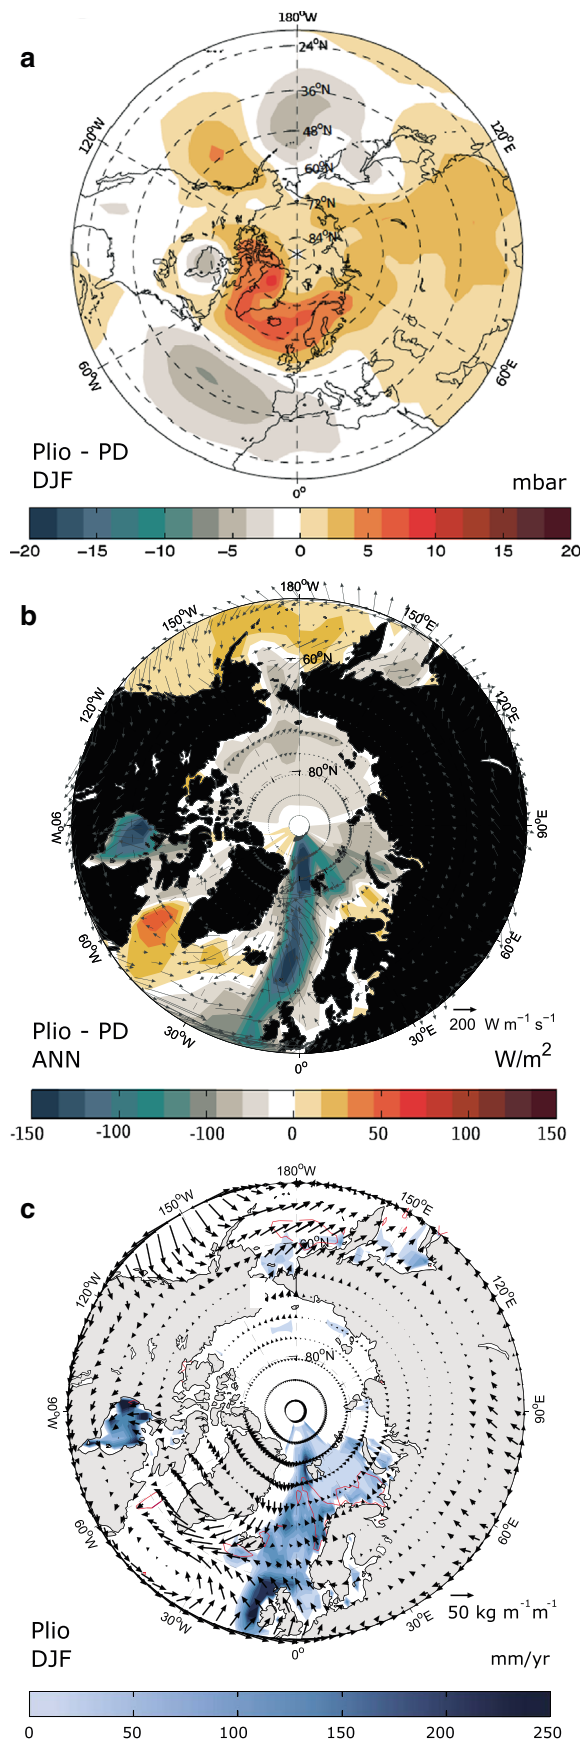 180°W
a
24°N
36°N
48°N
120°W
120°E
60°N
72°N
84°N
60°W
60°E
Plio - PD
DJF
mbar
0°
−20 −15 −10 −5 0 5 10 15 20
b
180°W
150°W
150°E
60°N
120°W
120°E
80°N
90°W
90°E
60°W
60°E
200 W m⁻¹ s⁻¹
30°W
30°E
Plio - PD
ANN
W/m²
0°
-150 -100 -100 0 50 100 150
c
180°W
150°W
150°E
60°N
120°W
120°E
80°N
90°W
90°E
60°W
60°E
50 kg m⁻¹ m⁻¹
30°W
30°E
Plio
DJF
0°
mm/yr
0 50 100 150 200 250